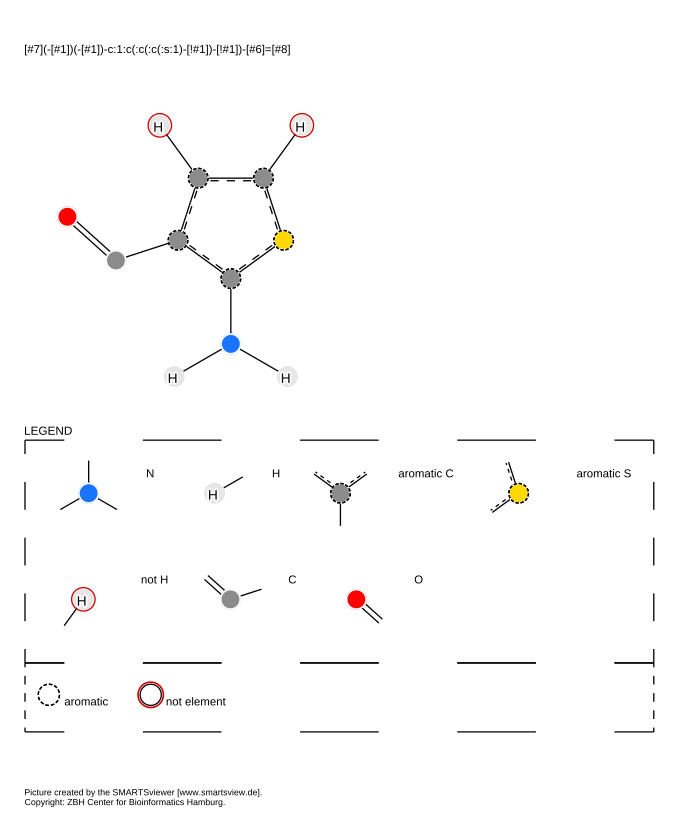 [#7](-[#1])(-[#1])-c:1:c(:c(:c(:s:1)-[!#1])-[!#1])-[#6]=[#8]
H H
H H
LEGEND
N H aromatic C aromatic S
H
not H C O
H
aromatic not element
Picture created by the SMARTSviewer [www.smartsview.de].
Copyright: ZBH Center for Bioinformatics Hamburg.